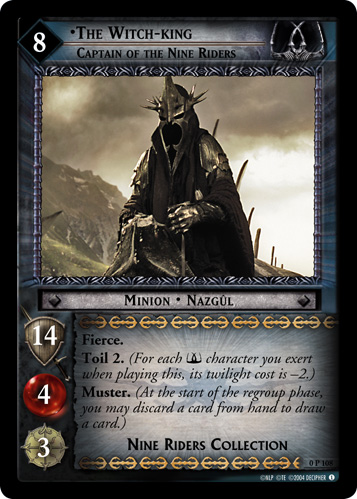 8
•The Witch-king
Captain of the Nine Riders
Minion • Nazgûl
14
4
3
Fierce.
Toil 2. (For each character you exert
when playing this, its twilight cost is –2.)
Muster. (At the start of the regroup phase,
you may discard a card from hand to draw
a card.)
Nine Riders Collection
0 P 108
©NLP ©TE ©2004 DECIPHER